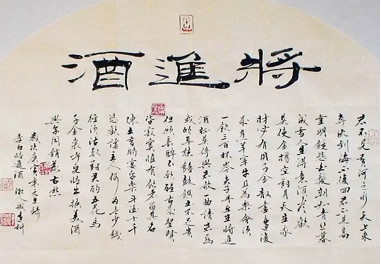 將進酒
君不見黃河之水天上來
奔流到海不復回君不見高
堂明鏡悲白髮朝如青絲暮
成雪人生得意須盡歡
莫使金樽空對月天生我
材必有用千金散盡還復
來烹羊宰牛且為樂會須
一飲三百杯岑夫子丹丘生將進
酒杯莫停與君歌一曲請君為
我傾耳聽鐘鼓饌玉不足貴
但願長醉不願醒古來聖賢
皆寂寞惟有飲者留其名
陳王昔時宴平樂斗酒十千
恣歡謔主人何為言少錢
徑須沽取對君酌五花馬
千金裘呼兒將出換美酒
與爾同銷萬古愁
李白將進酒